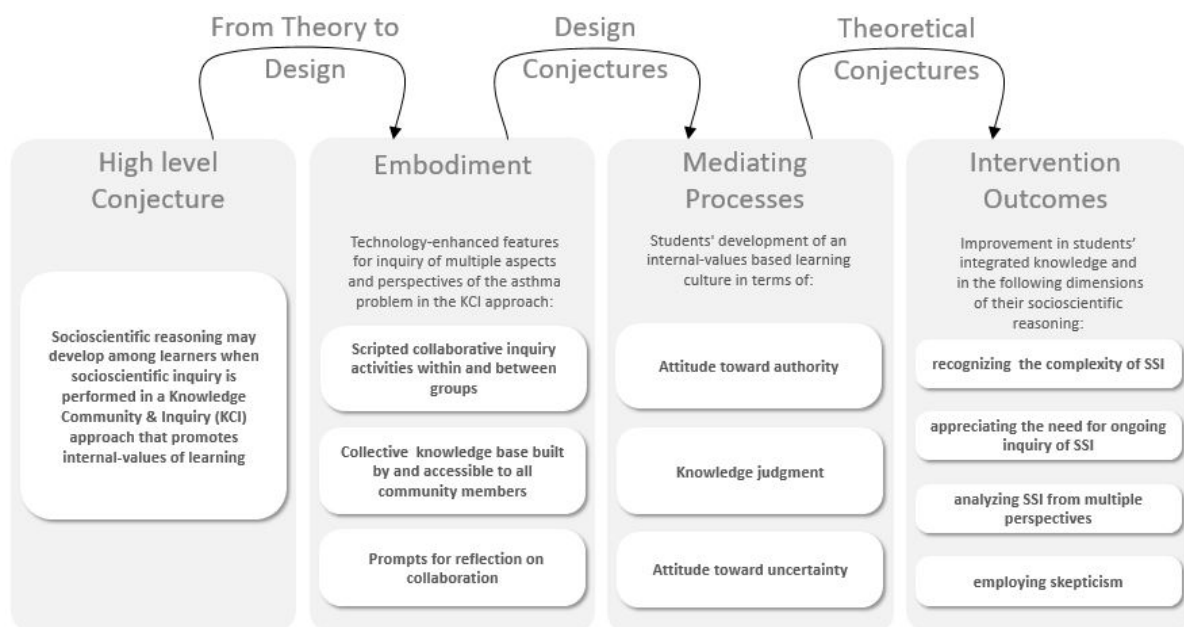 From Theory to
Design
Design
Conjectures
Theoretical
Conjectures
High level
Conjecture
Socioscientific reasoning may
develop among learners when
socioscientific inquiry is
performed in a Knowledge
Community & Inquiry (KCI)
approach that promotes
internal-values of learning
Embodiment
Technology-enhanced features
for inquiry of multiple aspects
and perspectives of the asthma
problem in the KCI approach:
Scripted collaborative inquiry
activities within and between
groups
Collective knowledge base built
by and accessible to all
community members
Prompts for reflection on
collaboration
Mediating
Processes
Students' development of an
internal-values based learning
culture in terms of:
Attitude toward authority
Knowledge judgment
Attitude toward uncertainty
Intervention
Outcomes
Improvement in students'
integrated knowledge and
in the following dimensions
of their socioscientific
reasoning:
recognizing the complexity of SSI
appreciating the need for ongoing
inquiry of SSI
analyzing SSI from multiple
perspectives
employing skepticism